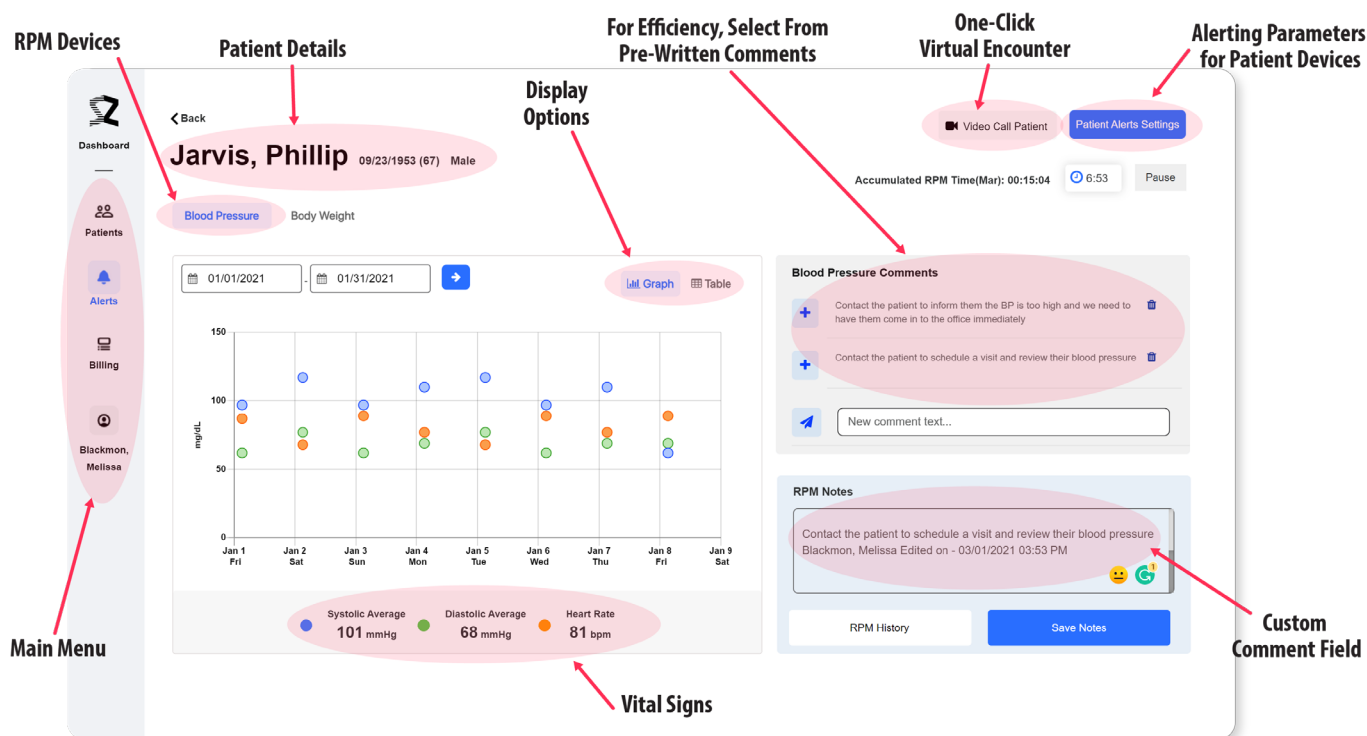 RPM Devices
Patient Details
For Efficiency, Select From
Pre-Written Comments
One-Click
Virtual Encounter
Alerting Parameters
for Patient Devices
Display
Options
Dashboard
Back
Video Call Patient
Patient Alerts Settings
Jarvis, Phillip 09/23/1953 (67) Male
Accumulated RPM Time(Mar): 00:15:04
6:53
Pause
Patients
Blood Pressure
Body Weight
Alerts
01/01/2021 - 01/31/2021
Graph
Table
Blood Pressure Comments
Contact the patient to inform them the BP is too high and we need to
have them come in to the office immediately
Contact the patient to schedule a visit and review their blood pressure
New comment text...
Billing
Blackmon,
Melissa
mg/dL
150
100
50
0
Jan 1
Fri
Jan 2
Sat
Jan 3
Sun
Jan 4
Mon
Jan 5
Tue
Jan 6
Wed
Jan 7
Thu
Jan 8
Fri
Jan 9
Sat
RPM Notes
Contact the patient to schedule a visit and review their blood pressure
Blackmon, Melissa Edited on - 03/01/2021 03:53 PM
G
1
RPM History
Save Notes
Systolic Average
101 mmHg
Diastolic Average
68 mmHg
Heart Rate
81 bpm
Main Menu
Vital Signs
Custom
Comment Field